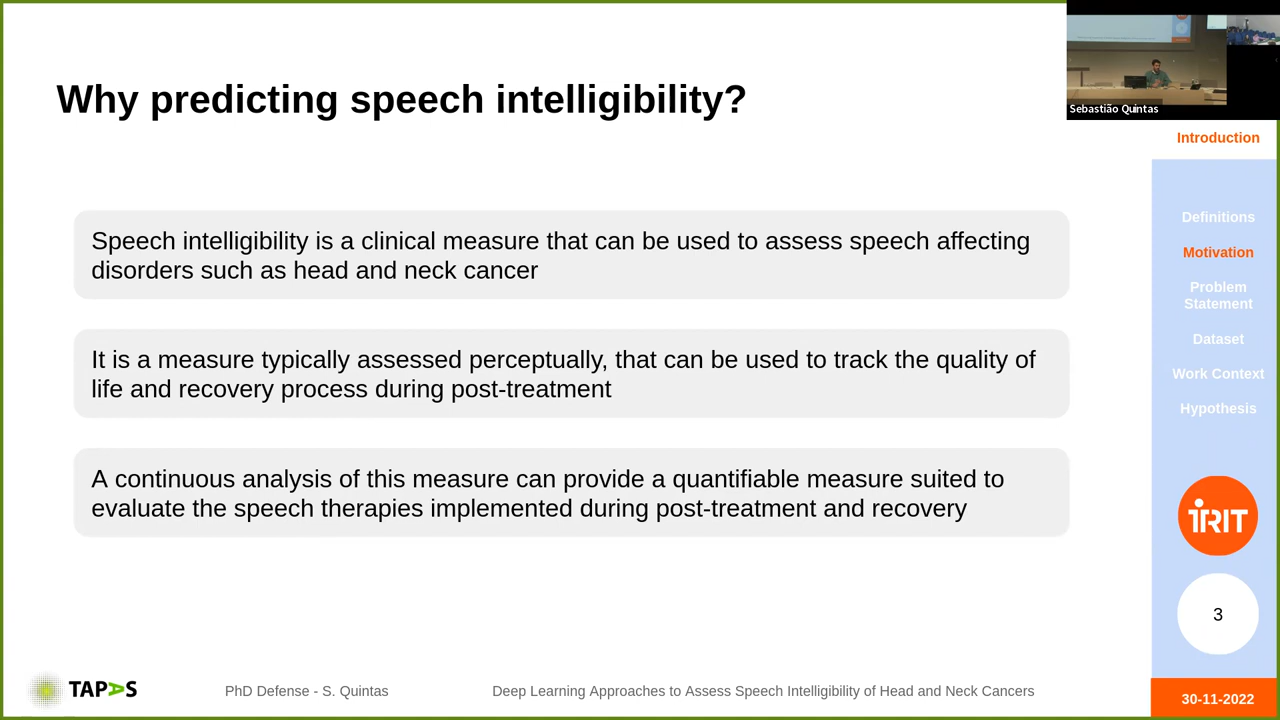 Why predicting speech intelligibility?
Sebastião Quintas
Introduction
Speech intelligibility is a clinical measure that can be used to assess speech affecting
disorders such as head and neck cancer
It is a measure typically assessed perceptually, that can be used to track the quality of
life and recovery process during post-treatment
A continuous analysis of this measure can provide a quantifiable measure suited to
evaluate the speech therapies implemented during post-treatment and recovery
Definitions
Motivation
Problem
Statement
Dataset
Work Context
Hypothesis
iRIT
3
TAPAS
PhD Defense - S. Quintas
Deep Learning Approaches to Assess Speech Intelligibility of Head and Neck Cancers
30-11-2022